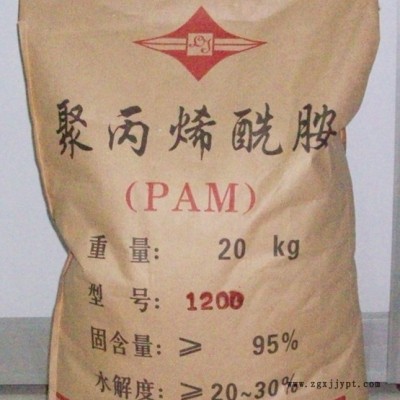 LJ
聚丙烯酰胺
(PAM)
重量: 20 kg
型号: 1200
固含量: ≥ 95%
水解度: ≥20~30%
www.zgxjjypt.com